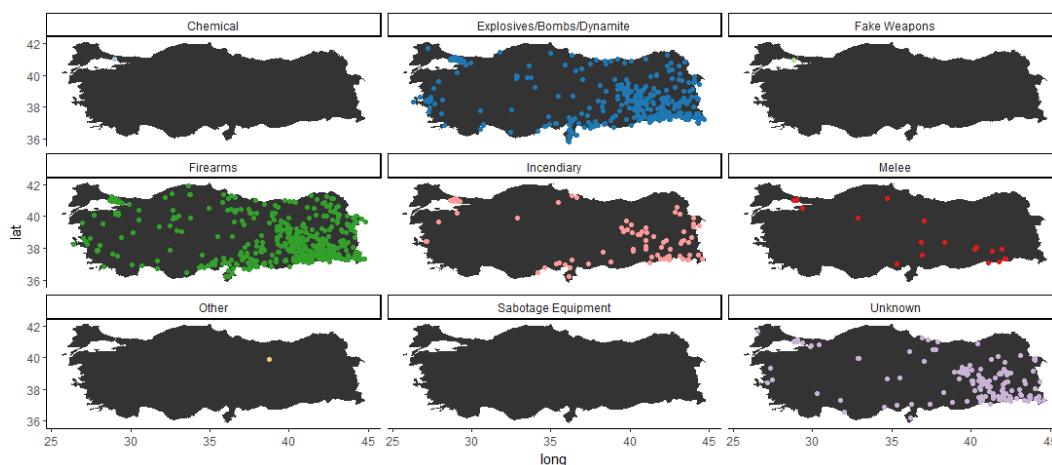 Chemical
Explosives/Bombs/Dynamite
Fake Weapons
42
40
38
36
Firearms
Incendiary
Melee
42
40
38
36
lat
Other
Sabotage Equipment
Unknown
42
40
38
36
25 30 35 40 45 25 30 35 40 45 25 30 35 40 45
long